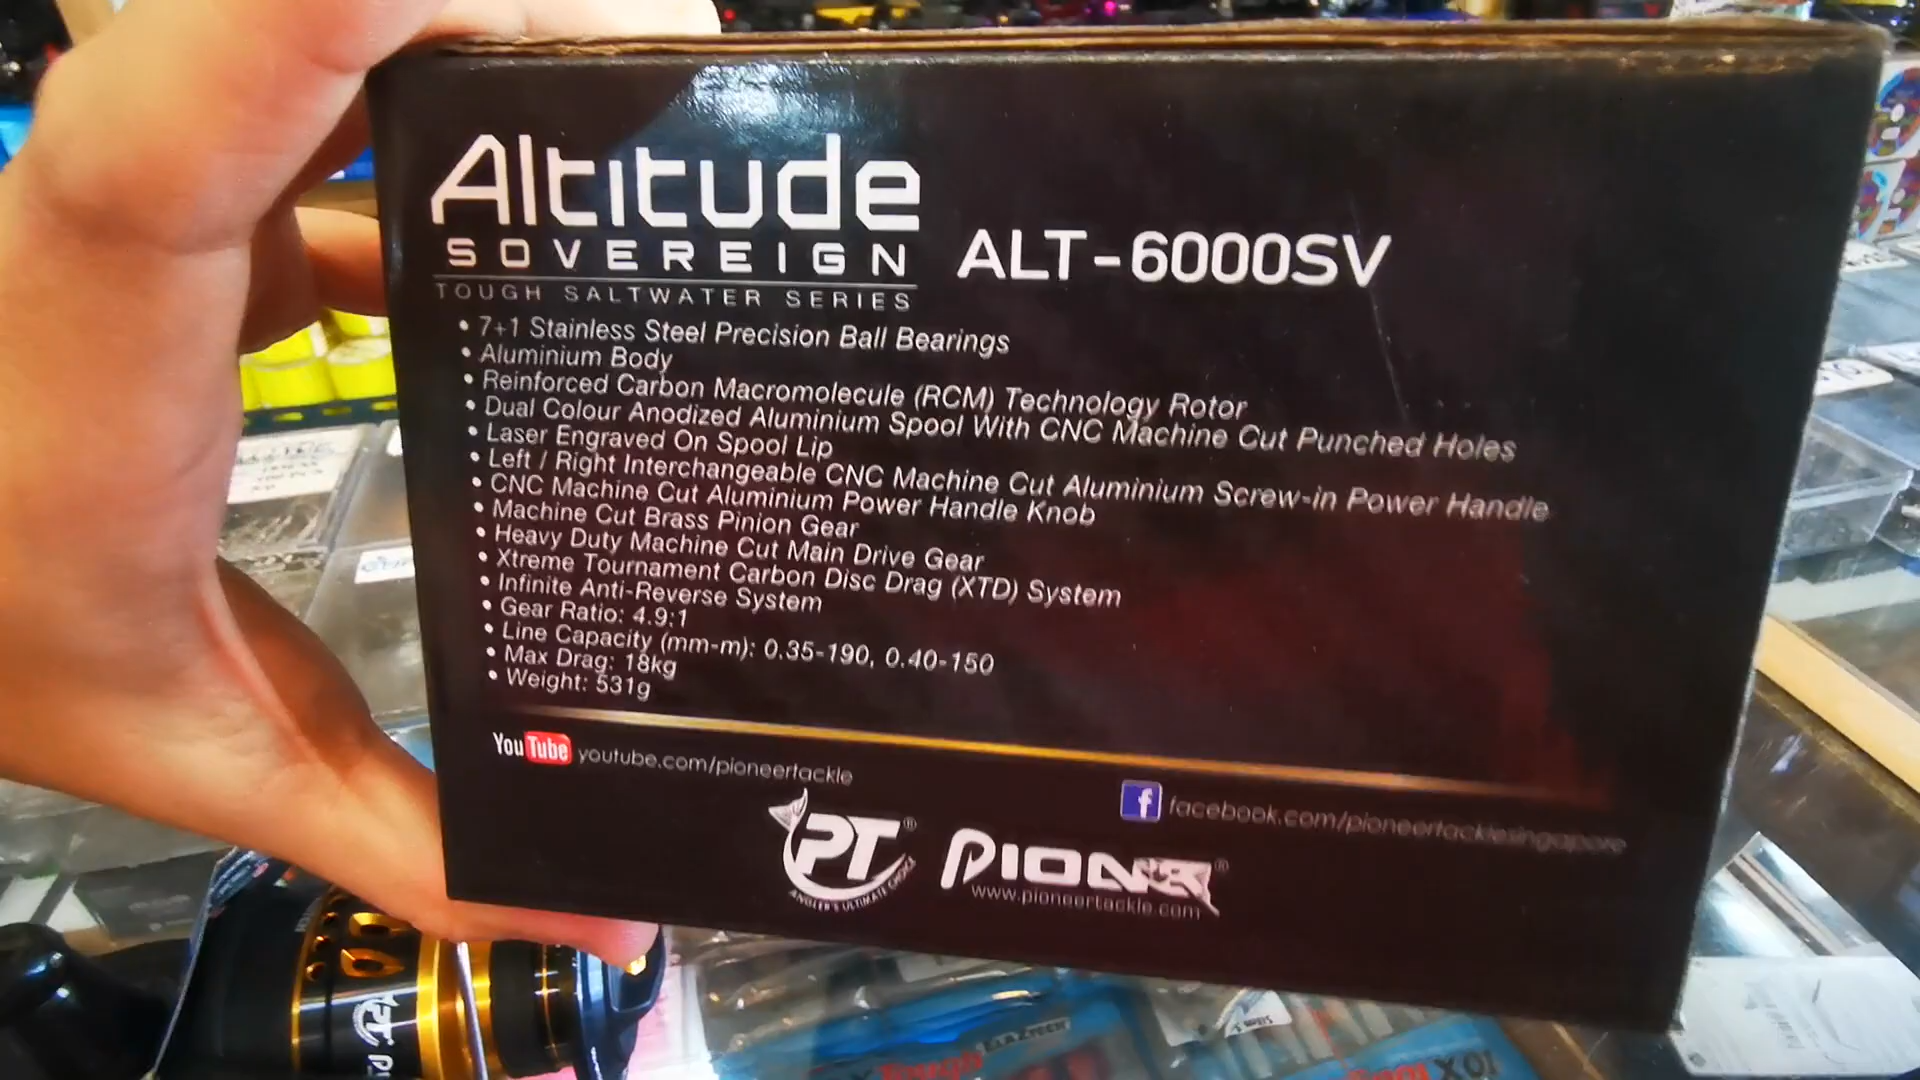 Altitude
SOVEREIGN
ALT-6000SV
TOUGH SALTWATER SERIES
• 7+1 Stainless Steel Precision Ball Bearings
• Aluminium Body
• Reinforced Carbon Macromolecule (RCM) Technology Rotor
• Dual Colour Anodized Aluminium Spool With CNC Machine Cut Punched Holes
• Laser Engraved On Spool Lip
• Left / Right Interchangeable CNC Machine Cut Aluminium Screw-in Power Handle
• CNC Machine Cut Aluminium Power Handle Knob
• Machine Cut Brass Pinion Gear
• Heavy Duty Machine Cut Main Drive Gear
• Xtreme Tournament Carbon Disc Drag (XTD) System
• Infinite Anti-Reverse System
• Gear Ratio: 4.9:1
• Line Capacity (mm-m): 0.35-190, 0.40-150
• Max Drag: 18kg
• Weight: 531g
YouTube youtube.com/pioneertackle
f facebook.com/pioneertacklesingapore
PT®
ANGLER'S ULTIMATE CHOICE
PIONEER®
www.pioneertackle.com
PT